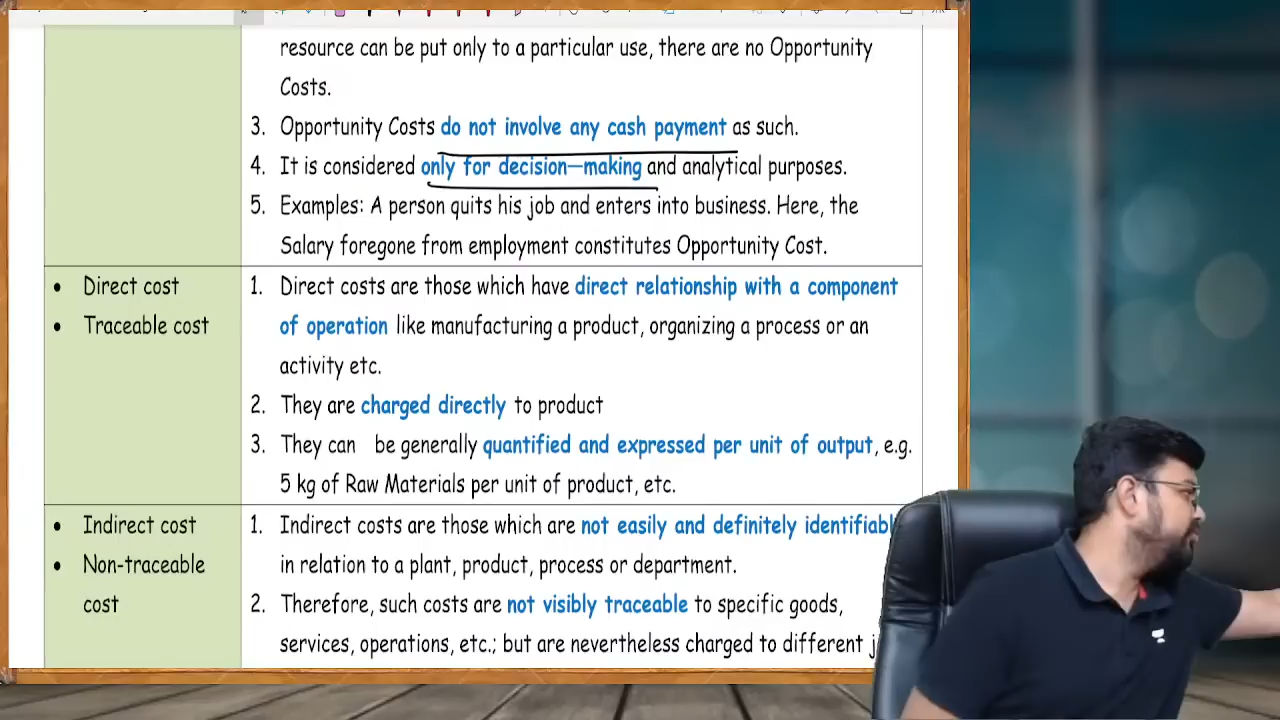 resource can be put only to a particular use, there are no Opportunity
Costs.
3. Opportunity Costs do not involve any cash payment as such.
4. It is considered only for decision—making and analytical purposes.
5. Examples: A person quits his job and enters into business. Here, the
Salary foregone from employment constitutes Opportunity Cost.
• Direct cost
• Traceable cost
1. Direct costs are those which have direct relationship with a component
of operation like manufacturing a product, organizing a process or an
activity etc.
2. They are charged directly to product
3. They can be generally quantified and expressed per unit of output, e.g.
5 kg of Raw Materials per unit of product, etc.
• Indirect cost
• Non-traceable
cost
1. Indirect costs are those which are not easily and definitely
in relation to a plant, product, process or department.
2. Therefore, such costs are not visibly traceable to specific goods,
services, operations, etc.; but are nevertheless charged to different